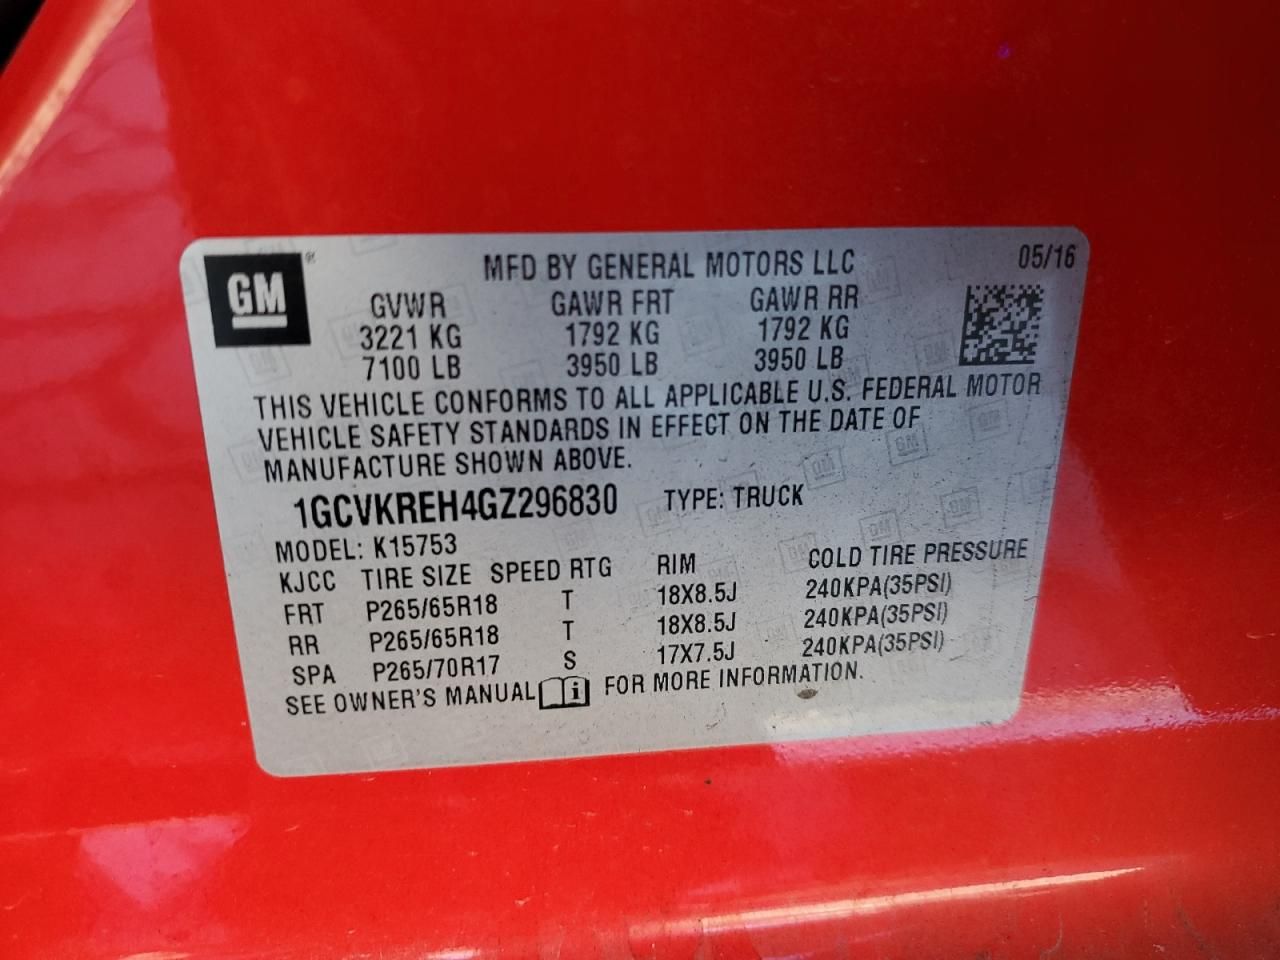 GM ®
MFD BY GENERAL MOTORS LLC 05/16
GVWR GAWR FRT GAWR RR
3221 KG 1792 KG 1792 KG
7100 LB 3950 LB 3950 LB
THIS VEHICLE CONFORMS TO ALL APPLICABLE U.S. FEDERAL MOTOR
VEHICLE SAFETY STANDARDS IN EFFECT ON THE DATE OF
MANUFACTURE SHOWN ABOVE.
1GCVKREH4GZ296830 TYPE: TRUCK
MODEL: K15753
KJCC TIRE SIZE SPEED RTG RIM COLD TIRE PRESSURE
FRT P265/65R18 T 18X8.5J 240KPA(35PSI)
RR P265/65R18 T 18X8.5J 240KPA(35PSI)
SPA P265/70R17 S 17X7.5J 240KPA(35PSI)
SEE OWNER'S MANUAL i FOR MORE INFORMATION.